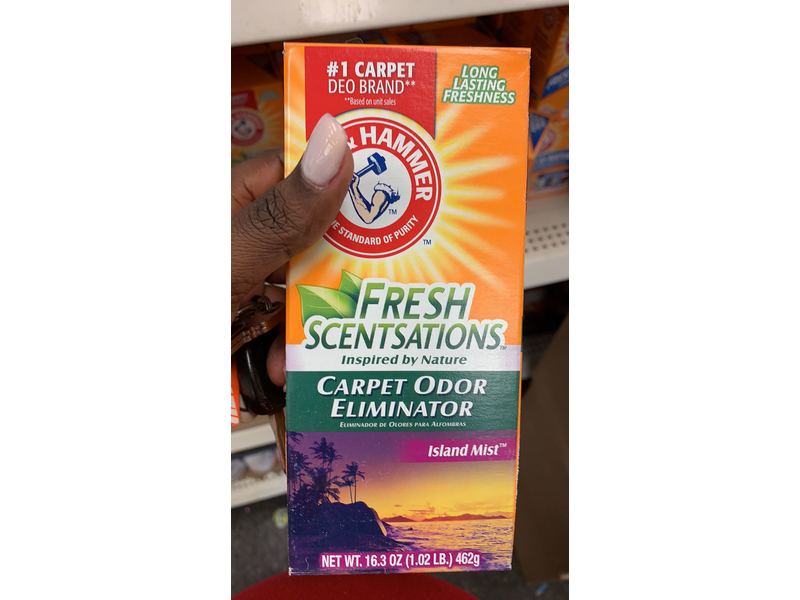 #1 CARPET
DEO BRAND**
**Based on unit sales
LONG
LASTING
FRESHNESS
& HAMMER
TM
STANDARD OF PURITY
TM
FRESH
SCENTSATIONS™
Inspired by Nature
CARPET ODOR
ELIMINATOR
ELIMINADOR DE OLORES PARA ALFOMBRAS
Island Mist™
NET WT. 16.3 OZ (1.02 LB.) 462g